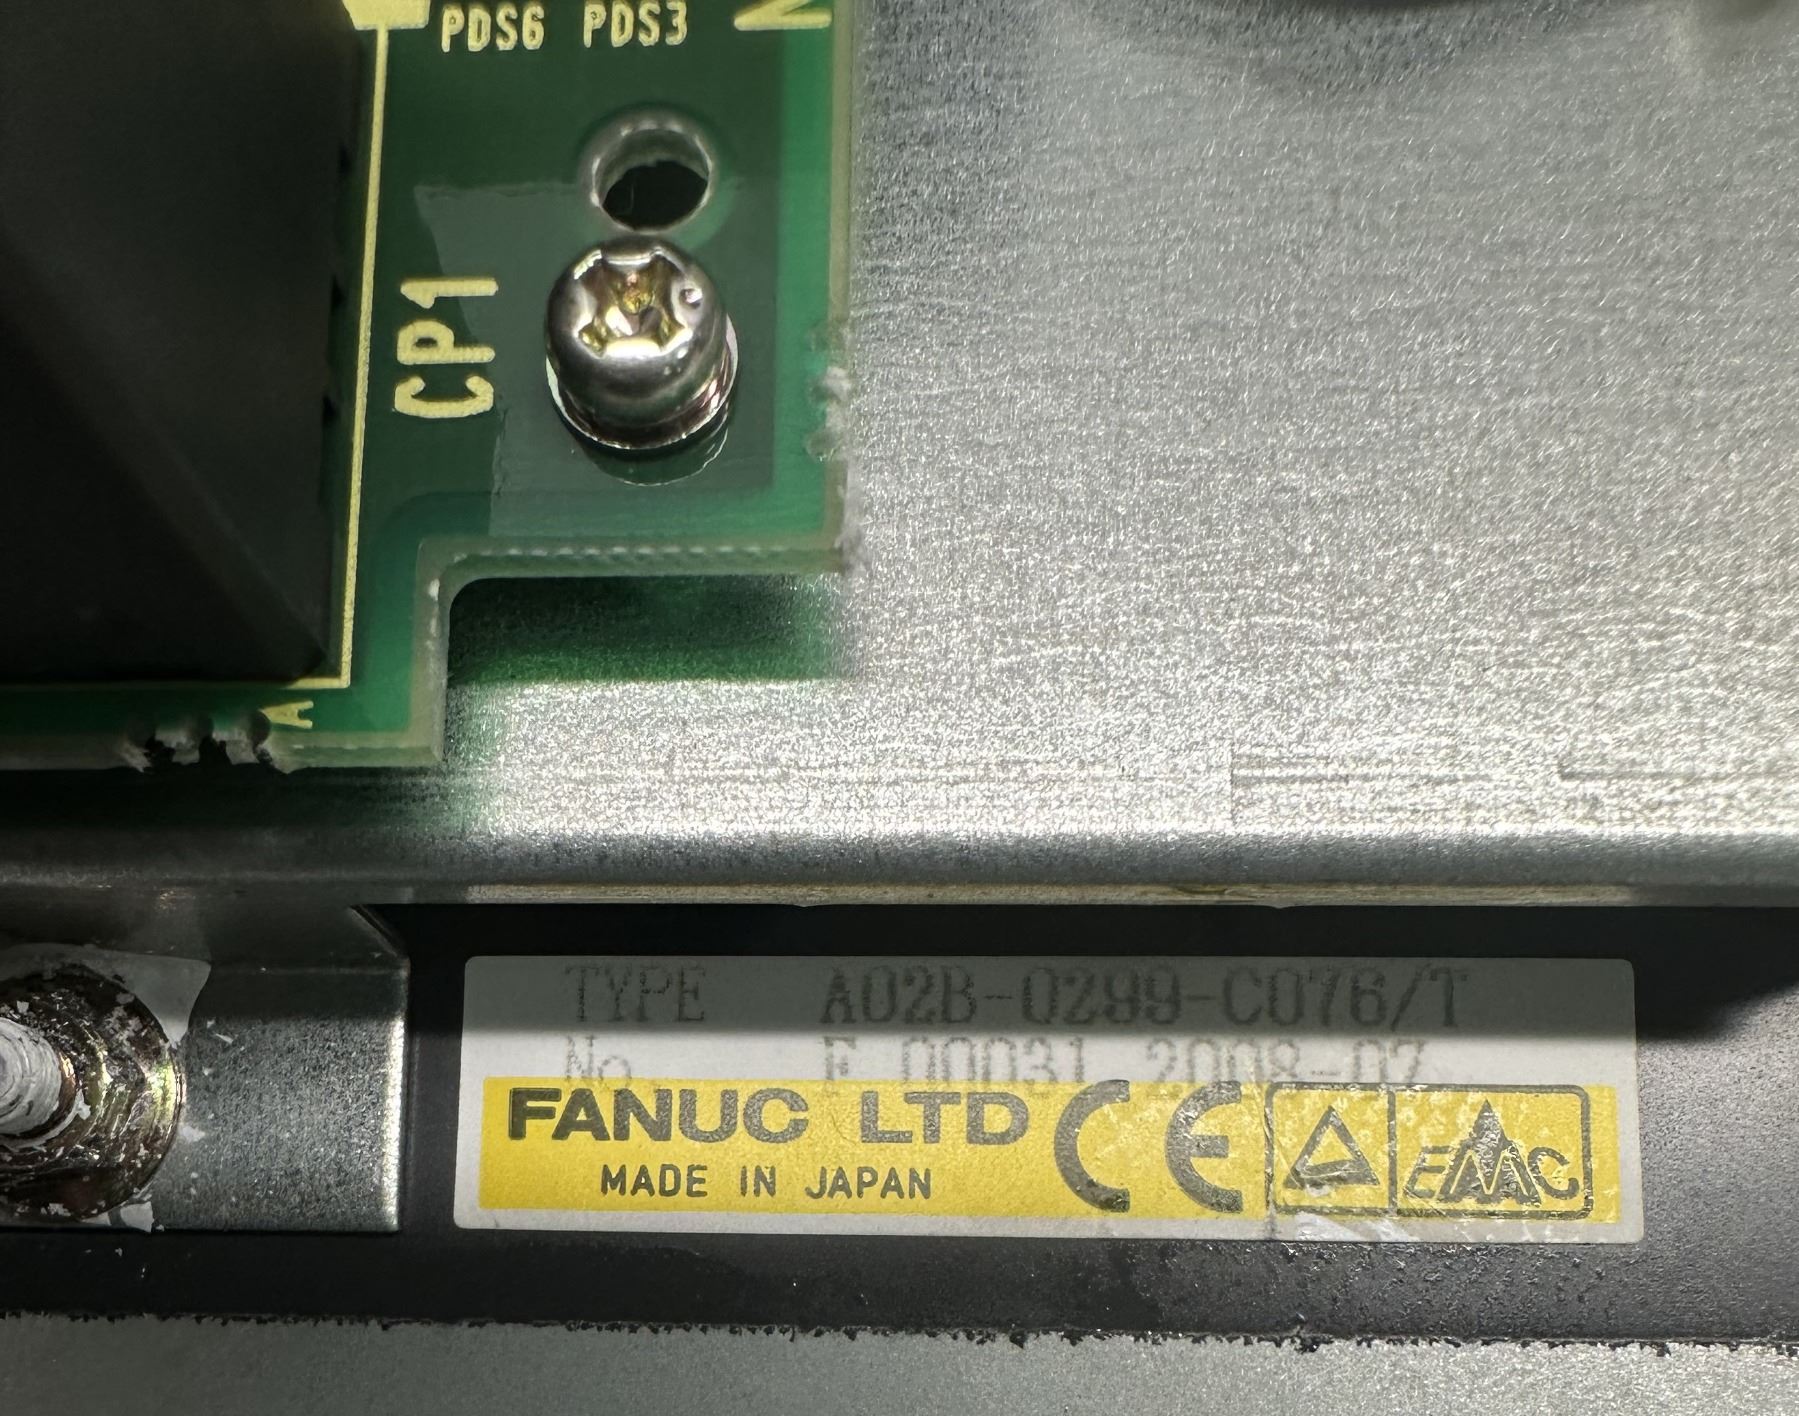 PDS6 PDS3
CP1
A
TYPE A02B-0299-C076/T
No. F 00031 2008-07
FANUC LTD CE EMC
MADE IN JAPAN